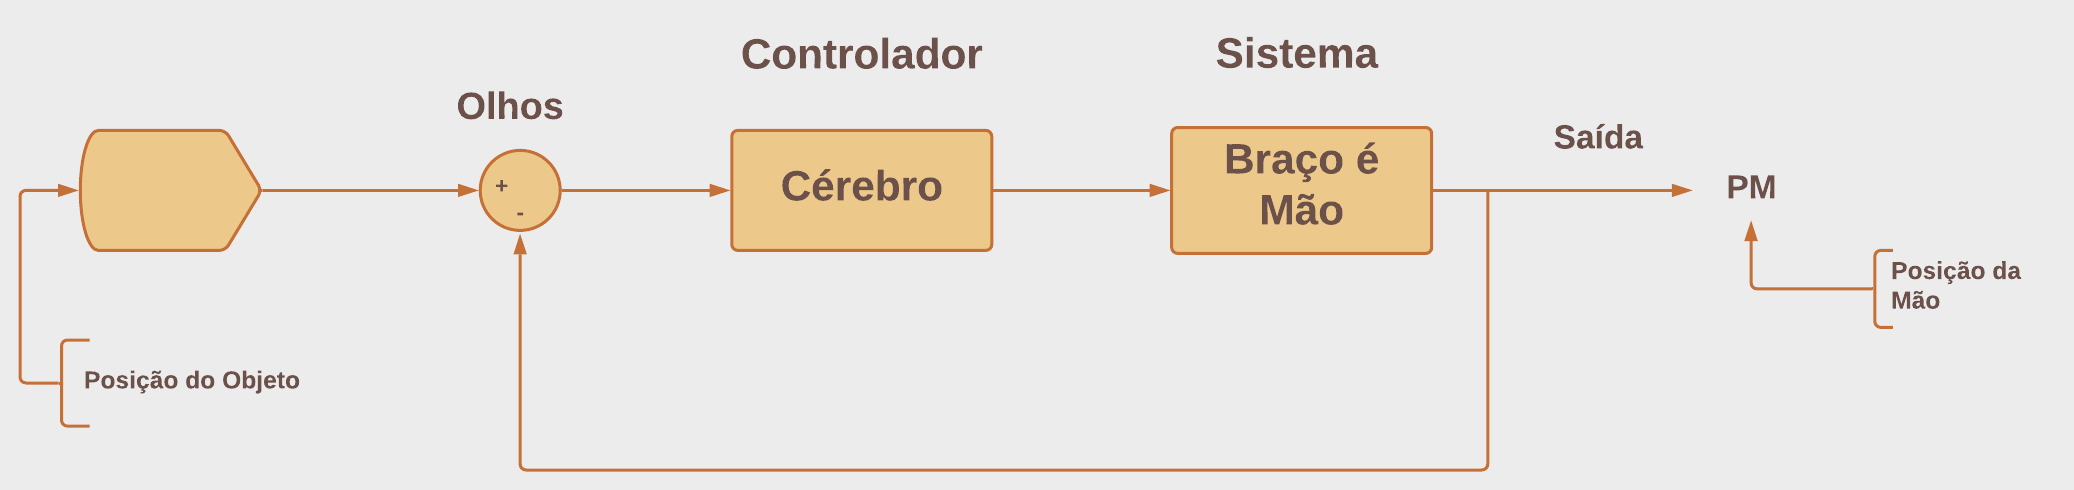 Controlador
Sistema
Olhos
Saída
+
-
Cérebro
Braço é
Mão
PM
Posição da
Mão
Posição do Objeto